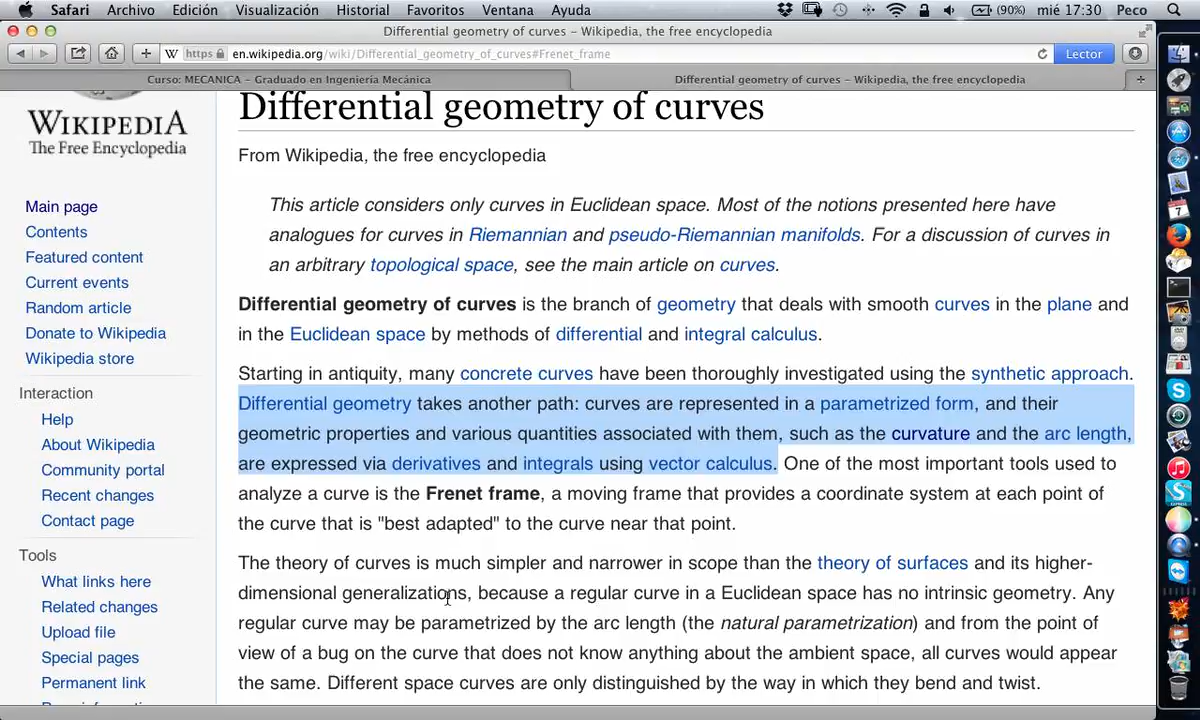 Safari Archivo Edición Visualización Historial Favoritos Ventana Ayuda (90%) mié 17:30 Peco
Differential geometry of curves – Wikipedia, the free encyclopedia
W https en.wikipedia.org/wiki/Differential_geometry_of_curves#Frenet_frame Lector
Curso: MECANICA – Graduado en Ingeniería Mecánica Differential geometry of curves – Wikipedia, the free encyclopedia +
WIKIPEDIA
The Free Encyclopedia
Main page
Contents
Featured content
Current events
Random article
Donate to Wikipedia
Wikipedia store
Interaction
Help
About Wikipedia
Community portal
Recent changes
Contact page
Tools
What links here
Related changes
Upload file
Special pages
Permanent link
Differential geometry of curves
From Wikipedia, the free encyclopedia
This article considers only curves in Euclidean space. Most of the notions presented here have
analogues for curves in Riemannian and pseudo-Riemannian manifolds. For a discussion of curves in
an arbitrary topological space, see the main article on curves.
Differential geometry of curves is the branch of geometry that deals with smooth curves in the plane and
in the Euclidean space by methods of differential and integral calculus.
Starting in antiquity, many concrete curves have been thoroughly investigated using the synthetic approach.
Differential geometry takes another path: curves are represented in a parametrized form, and their
geometric properties and various quantities associated with them, such as the curvature and the arc length,
are expressed via derivatives and integrals using vector calculus. One of the most important tools used to
analyze a curve is the Frenet frame, a moving frame that provides a coordinate system at each point of
the curve that is "best adapted" to the curve near that point.
The theory of curves is much simpler and narrower in scope than the theory of surfaces and its higher-
dimensional generalizations, because a regular curve in a Euclidean space has no intrinsic geometry. Any
regular curve may be parametrized by the arc length (the natural parametrization) and from the point of
view of a bug on the curve that does not know anything about the ambient space, all curves would appear
the same. Different space curves are only distinguished by the way in which they bend and twist.